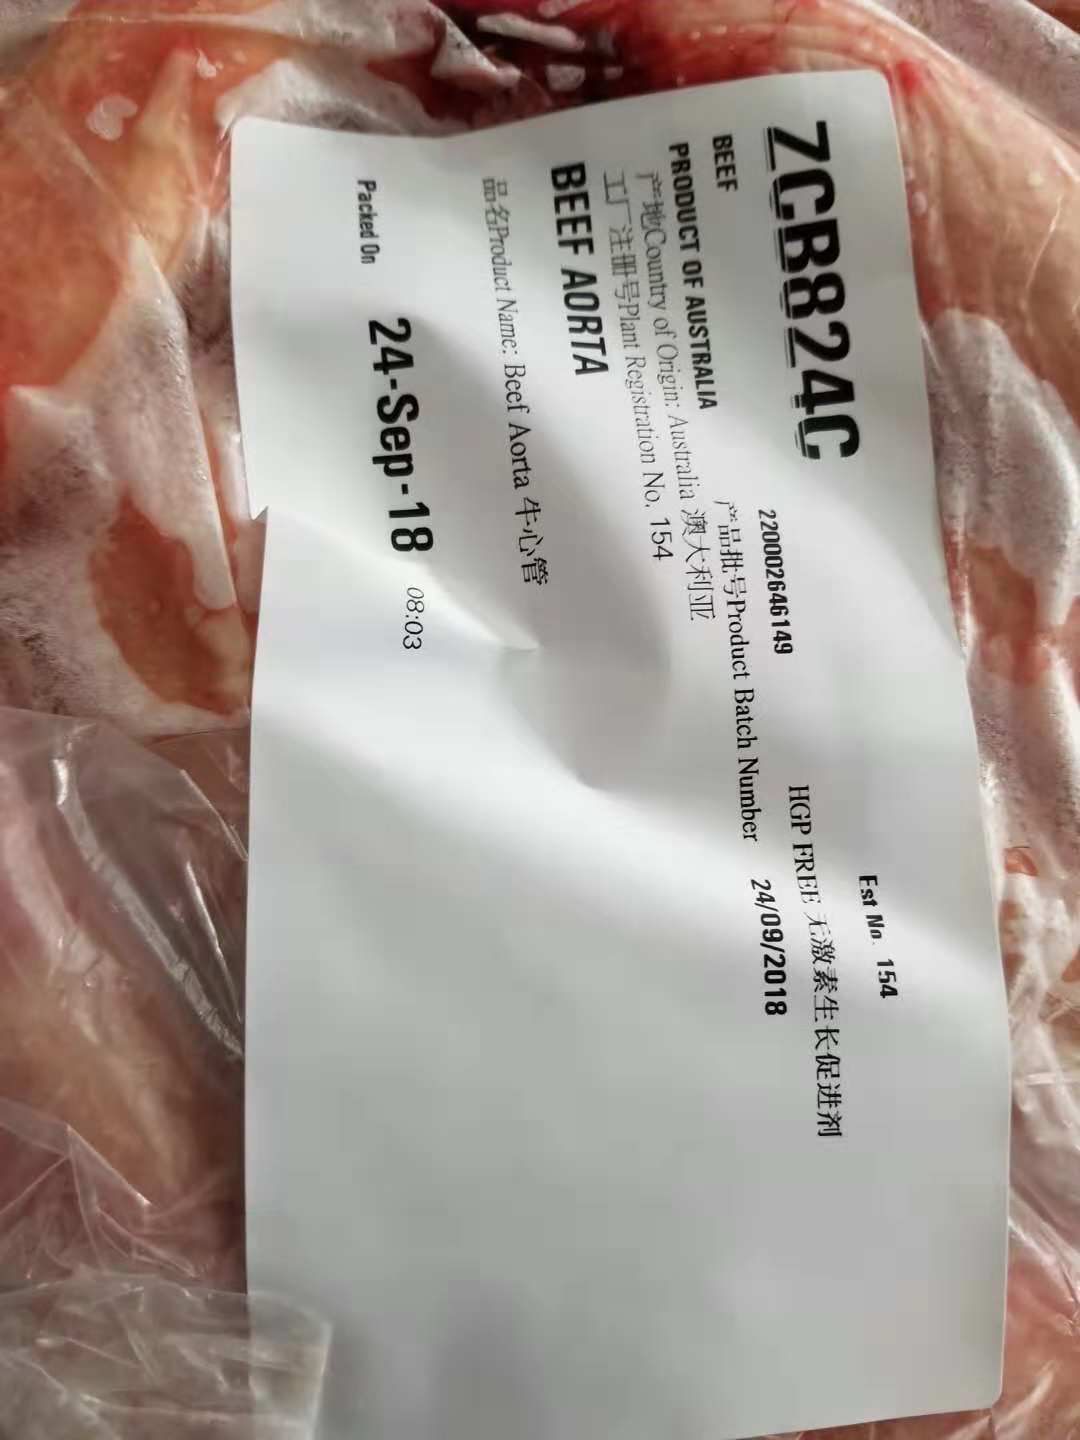 ZCB824C
Est No. 154
HGP FREE 无激素生长促进剂
220002646149
BEEF
产品批号Product Batch Number 24/09/2018
PRODUCT OF AUSTRALIA
产地Country of Origin: Australia 澳大利亚
工厂注册号Plant Registration No. 154
BEEF AORTA
品名Product Name: Beef Aorta 牛心管
Packed On 24-Sep-18 08:03